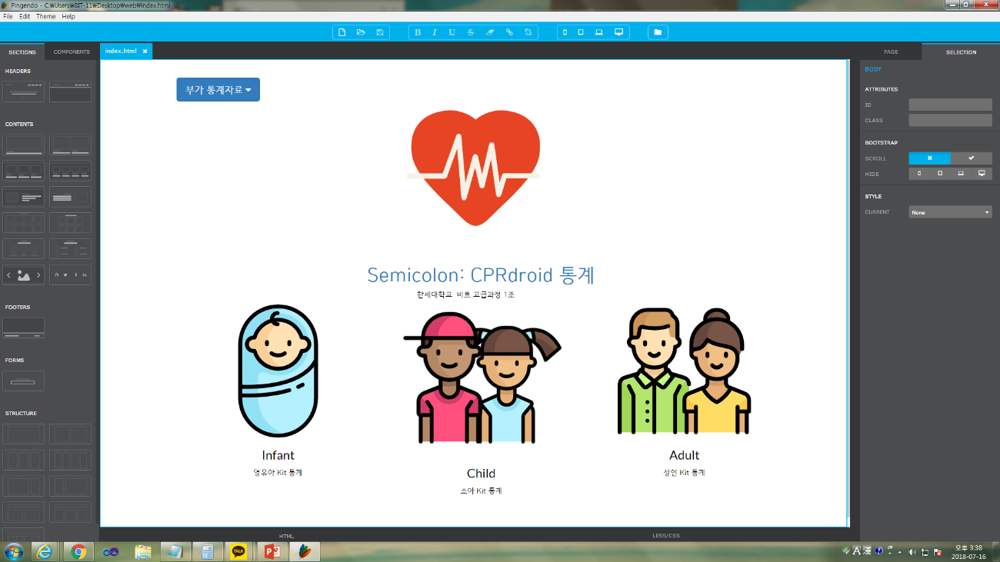 Pingendo - C:\Users\BIT-11\Desktop\web\index.html
File Edit Theme Help
B I U S
SECTIONS COMPONENTS
index.html ×
PAGE SELECTION
HEADERS
CONTENTS
FOOTERS
FORMS
STRUCTURE
부가 통계자료
Semicolon: CPRdroid 통계
한세대학교 비트 고급과정 1조
Infant
영유아 Kit 통계
Child
소아 Kit 통계
Adult
성인 Kit 통계
BODY
ATTRIBUTES
ID
CLASS
BOOTSTRAP
SCROLL
HIDE
STYLE
CURRENT None
HTML LESS/CSS
TALK
A 漢
오후 3:38
2018-07-16